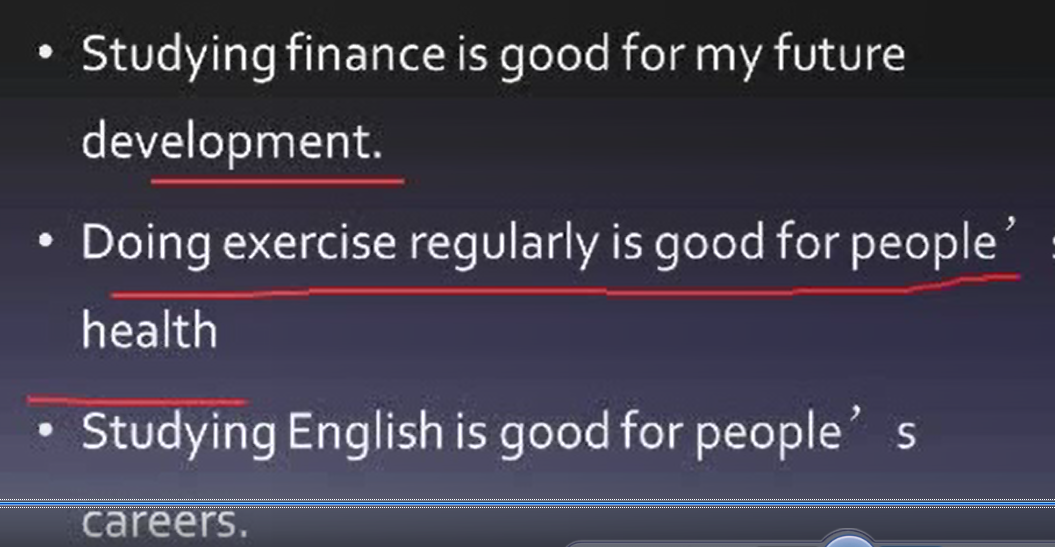 • Studying finance is good for my future
development.
• Doing exercise regularly is good for people’ s
health
• Studying English is good for people’ s
careers.